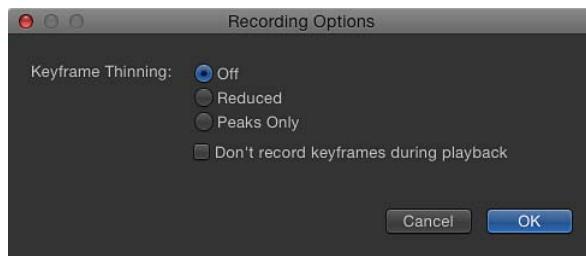 Recording Options
Keyframe Thinning: Off
Reduced
Peaks Only
Don't record keyframes during playback
Cancel OK